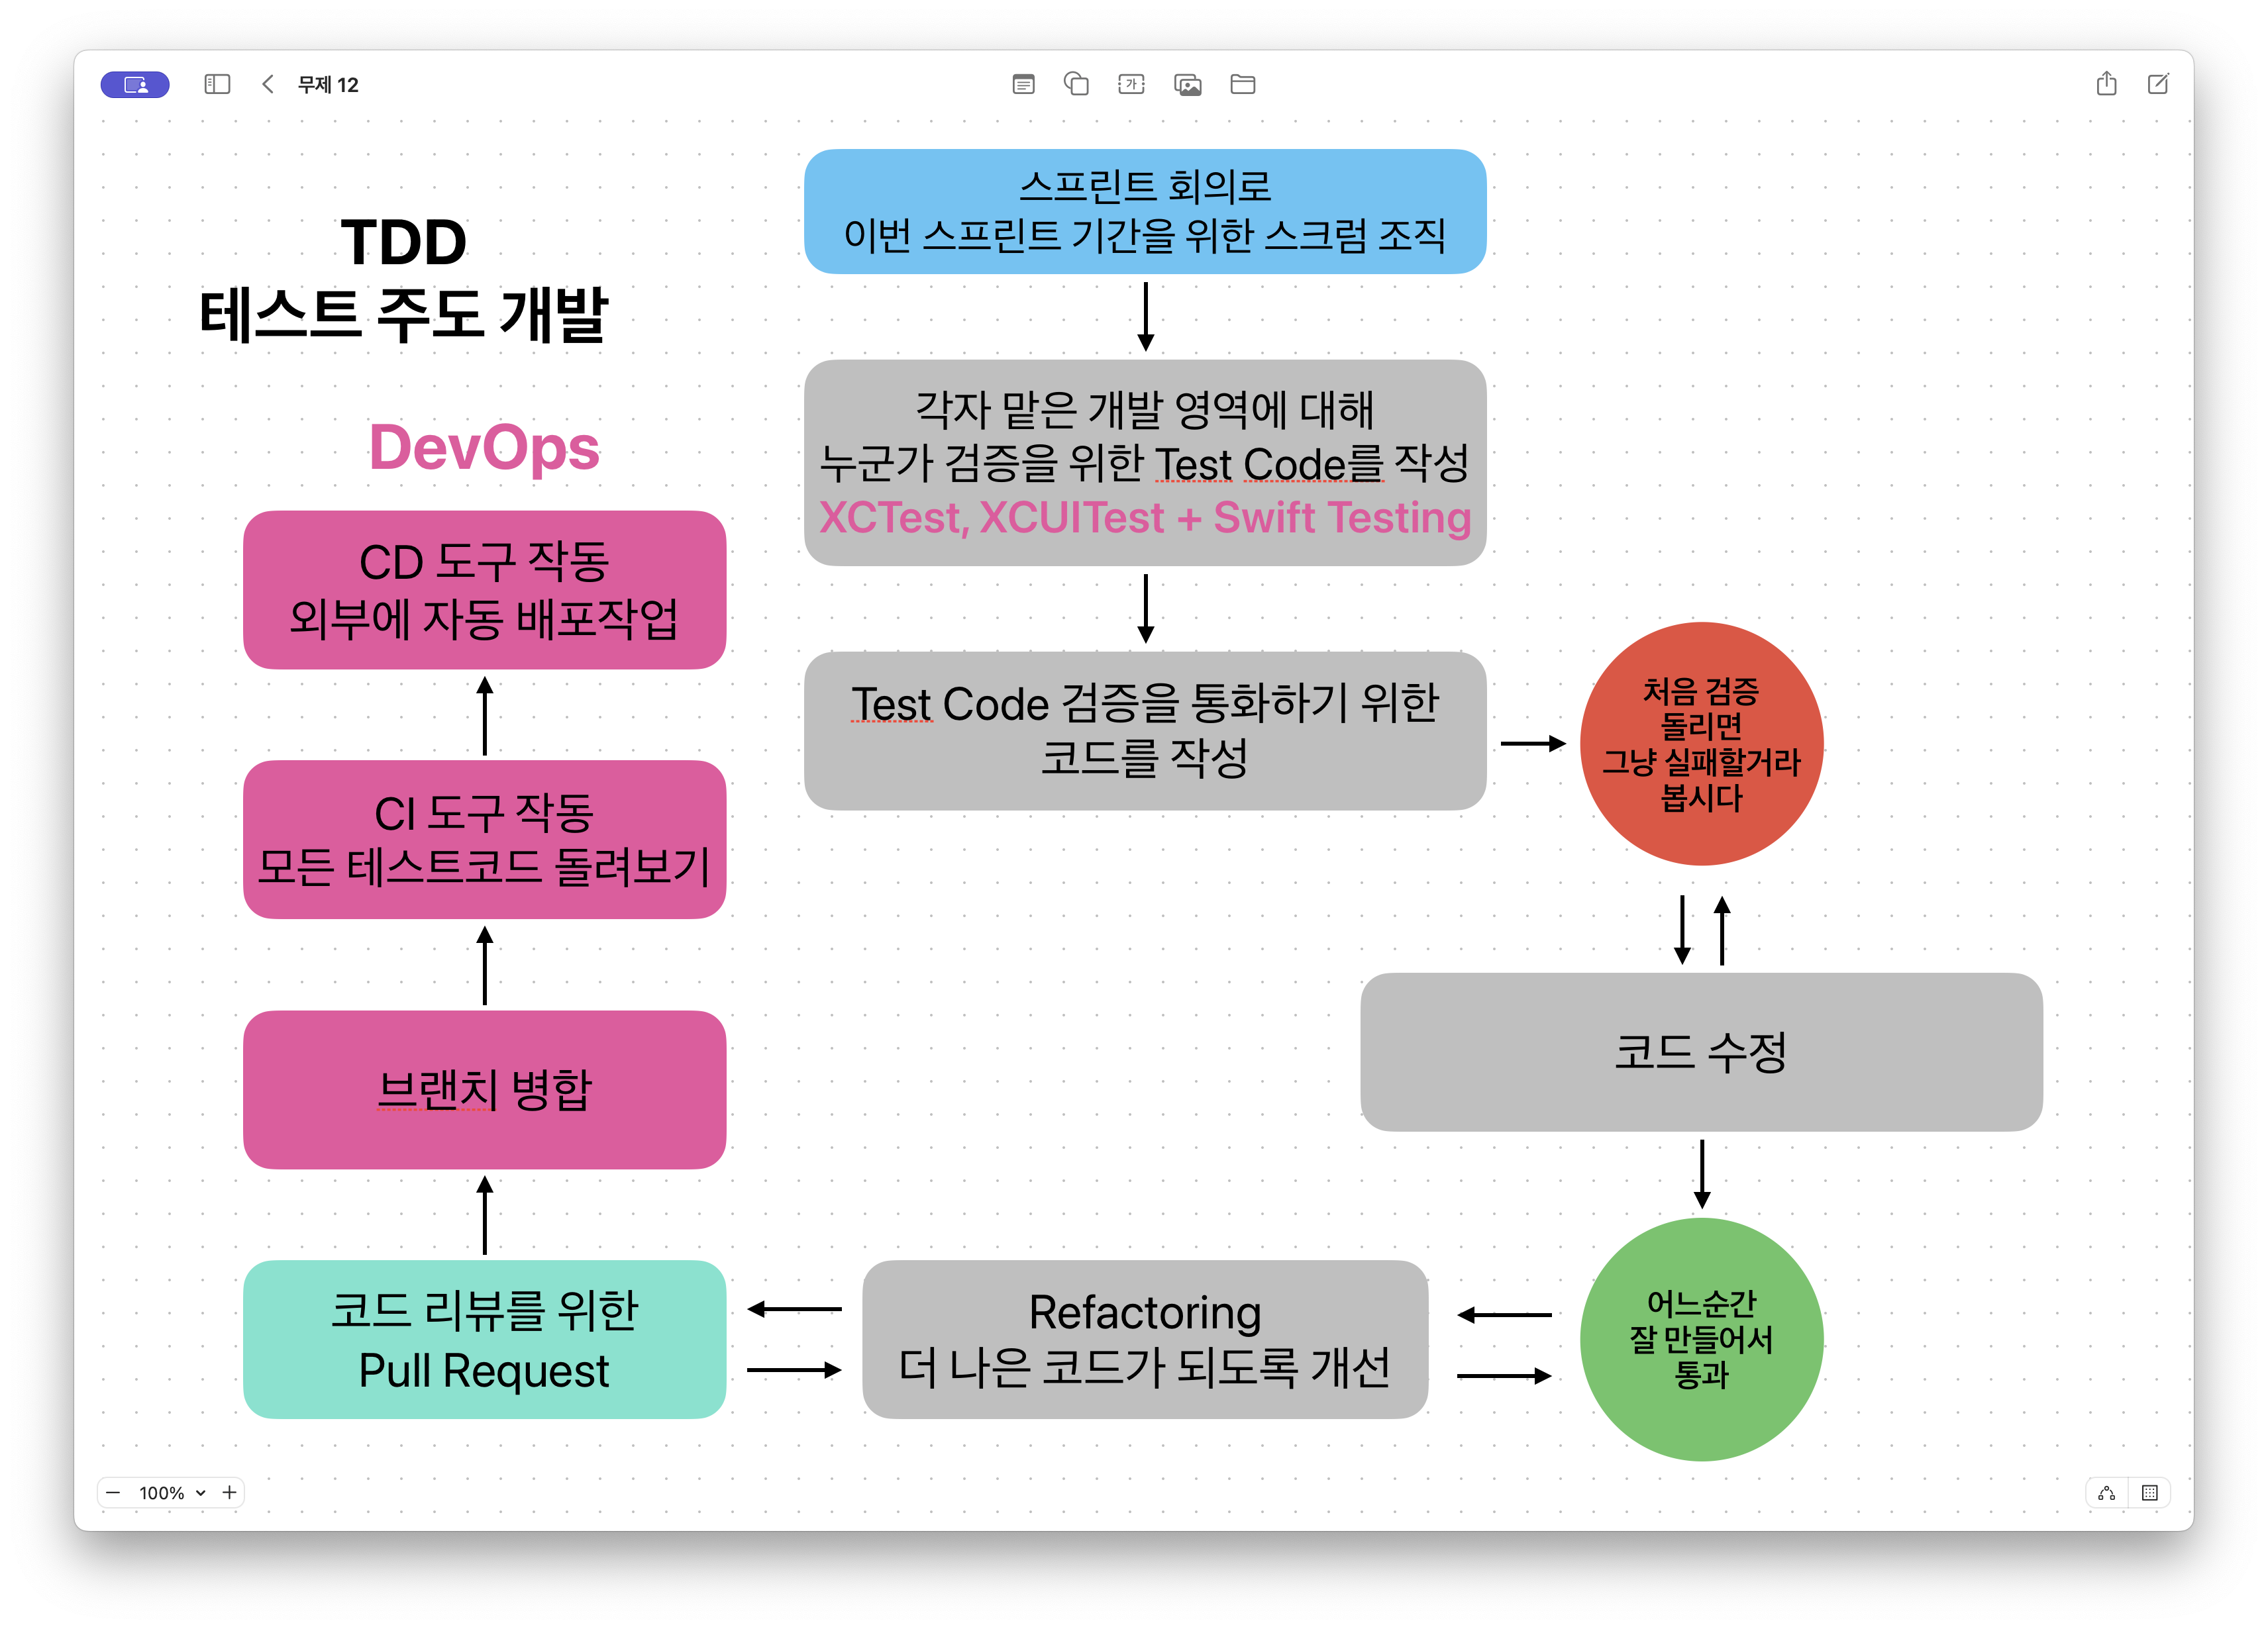 무제 12
TDD
테스트 주도 개발
DevOps
스프린트 회의로
이번 스프린트 기간을 위한 스크럼 조직
각자 맡은 개발 영역에 대해
누군가 검증을 위한 Test Code를 작성
XCTest, XCUITest + Swift Testing
Test Code 검증을 통화하기 위한
코드를 작성
처음 검증
돌리면
그냥 실패할거라
봅시다
코드 수정
어느순간
잘 만들어서
통과
Refactoring
더 나은 코드가 되도록 개선
코드 리뷰를 위한
Pull Request
브랜치 병합
CI 도구 작동
모든 테스트코드 돌려보기
CD 도구 작동
외부에 자동 배포작업
100%